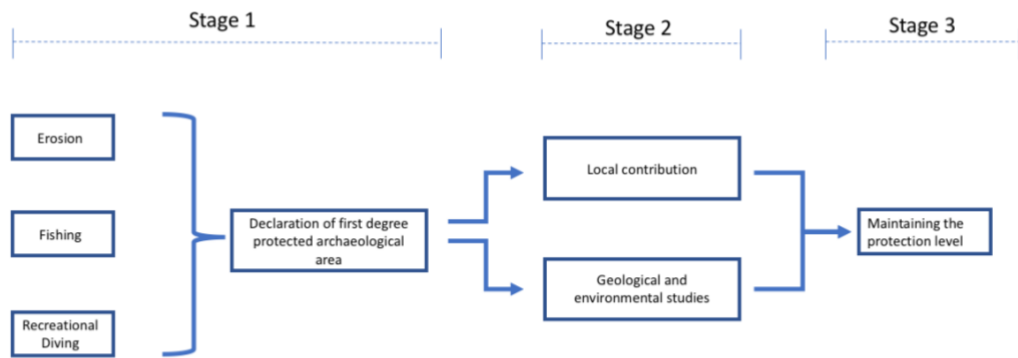 Stage 1
Stage 2
Stage 3
Erosion
Fishing
Recreational
Diving
Declaration of first degree
protected archaeological
area
Local contribution
Geological and
environmental studies
Maintaining the
protection level